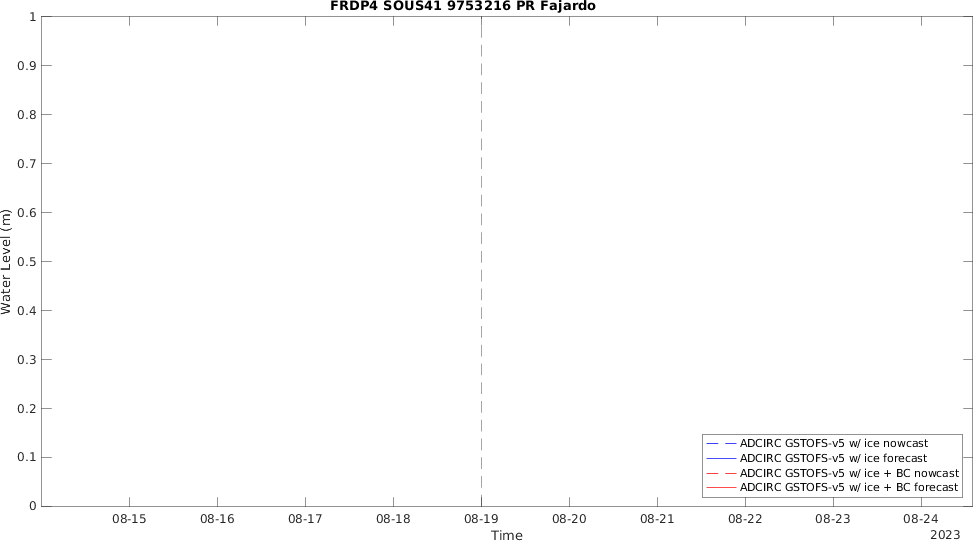 FRDP4 SOUS41 9753216 PR Fajardo
1
0.9
0.8
0.7
0.6
0.5
0.4
0.3
0.2
0.1
0
Water Level (m)
ADCIRC GSTOFS-v5 w/ ice nowcast
ADCIRC GSTOFS-v5 w/ ice forecast
ADCIRC GSTOFS-v5 w/ ice + BC nowcast
ADCIRC GSTOFS-v5 w/ ice + BC forecast
08-15 08-16 08-17 08-18 08-19 08-20 08-21 08-22 08-23 08-24
Time
2023